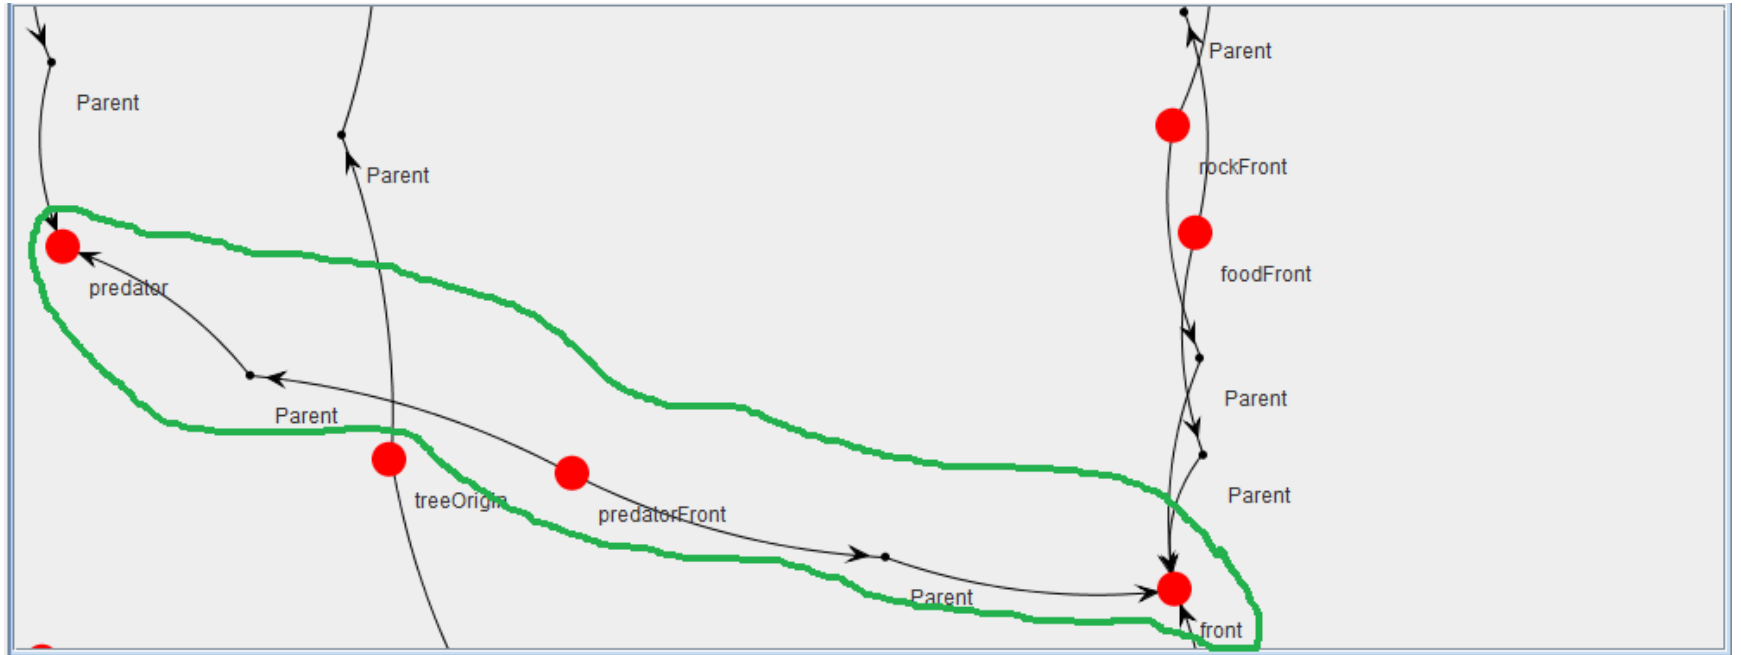 Parent
Parent
Parent
rockFront
foodFront
predator
Parent
Parent
Parent
treeOrigin
predatorFront
Parent
front